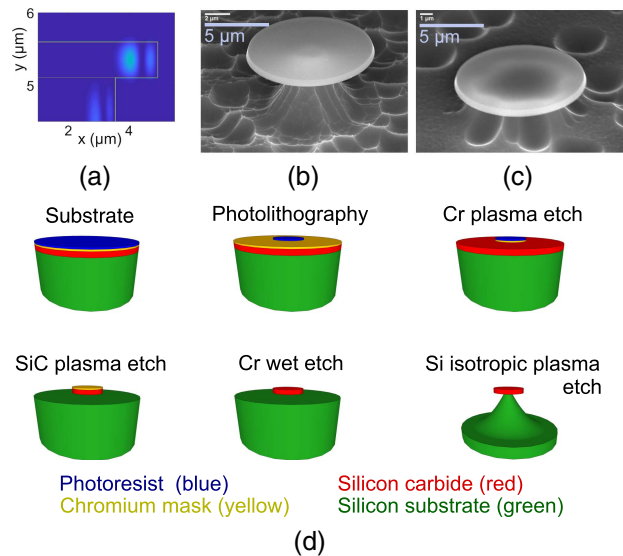 6
y (μm)
5
2
x (μm)
4
(a)
2 μm
5 μm
(b)
1 μm
5 μm
(c)
Substrate
Photolithography
Cr plasma etch
SiC plasma etch
Cr wet etch
Si isotropic plasma
etch
Photoresist (blue)
Silicon carbide (red)
Chromium mask (yellow)
Silicon substrate (green)
(d)